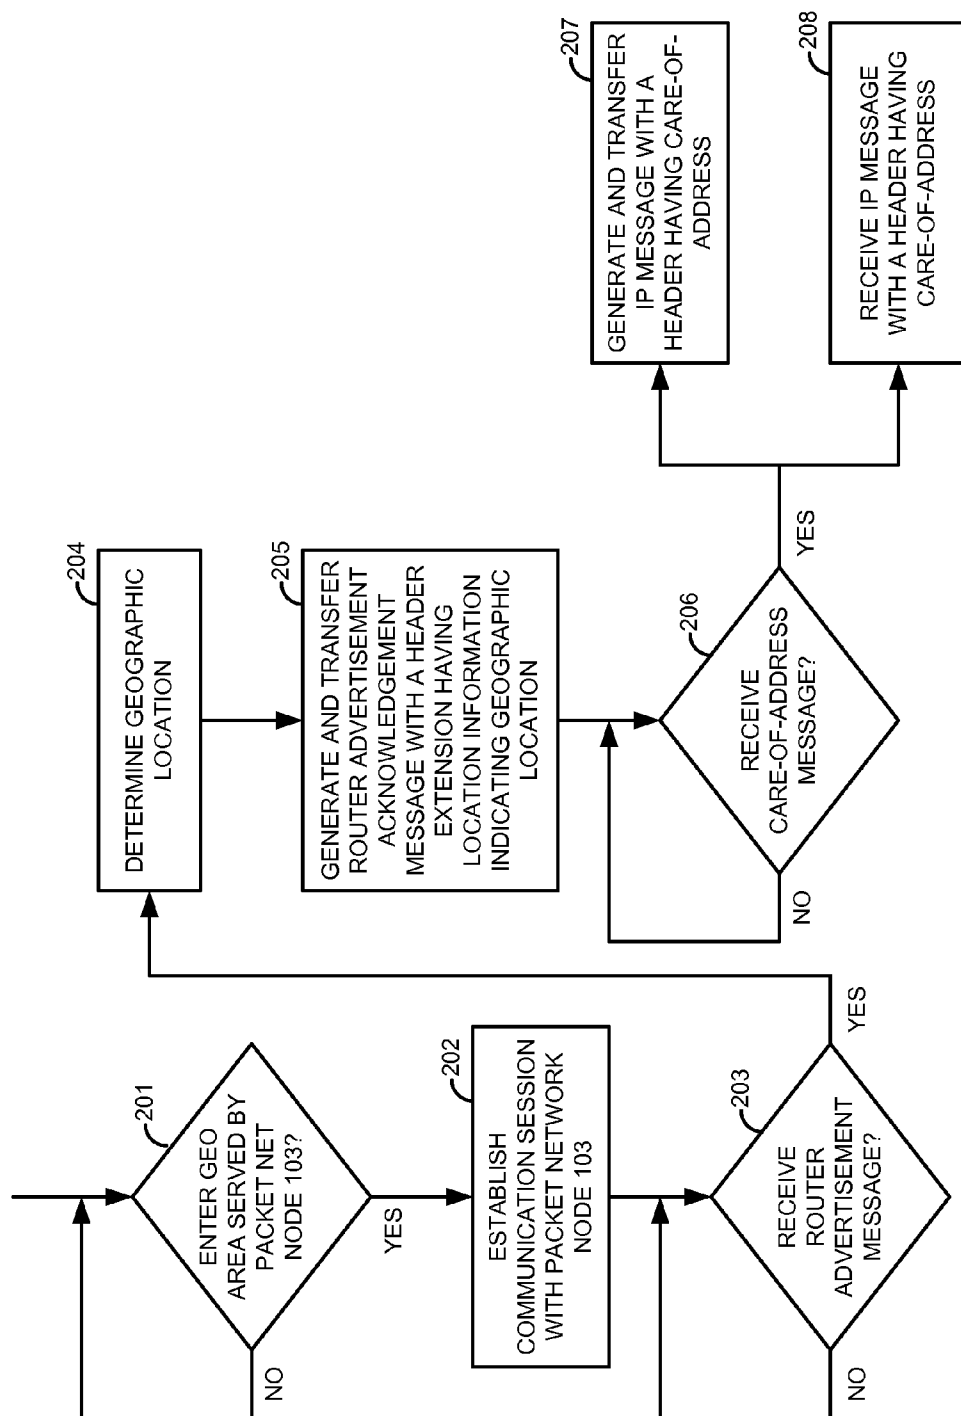 201
ENTER GEO
AREA SERVED BY
PACKET NET
NODE 103?
NO
YES
202
ESTABLISH
COMMUNICATION SESSION
WITH PACKET NETWORK
NODE 103
203
RECEIVE
ROUTER
ADVERTISEMENT
MESSAGE?
NO
YES
204
DETERMINE GEOGRAPHIC
LOCATION
205
GENERATE AND TRANSFER
ROUTER ADVERTISEMENT
ACKNOWLEDGEMENT
MESSAGE WITH A HEADER
EXTENSION HAVING
LOCATION INFORMATION
INDICATING GEOGRAPHIC
LOCATION
206
RECEIVE
CARE-OF-ADDRESS
MESSAGE?
NO
YES
207
GENERATE AND TRANSFER
IP MESSAGE WITH A
HEADER HAVING CARE-OF-
ADDRESS
208
RECEIVE IP MESSAGE
WITH A HEADER HAVING
CARE-OF-ADDRESS